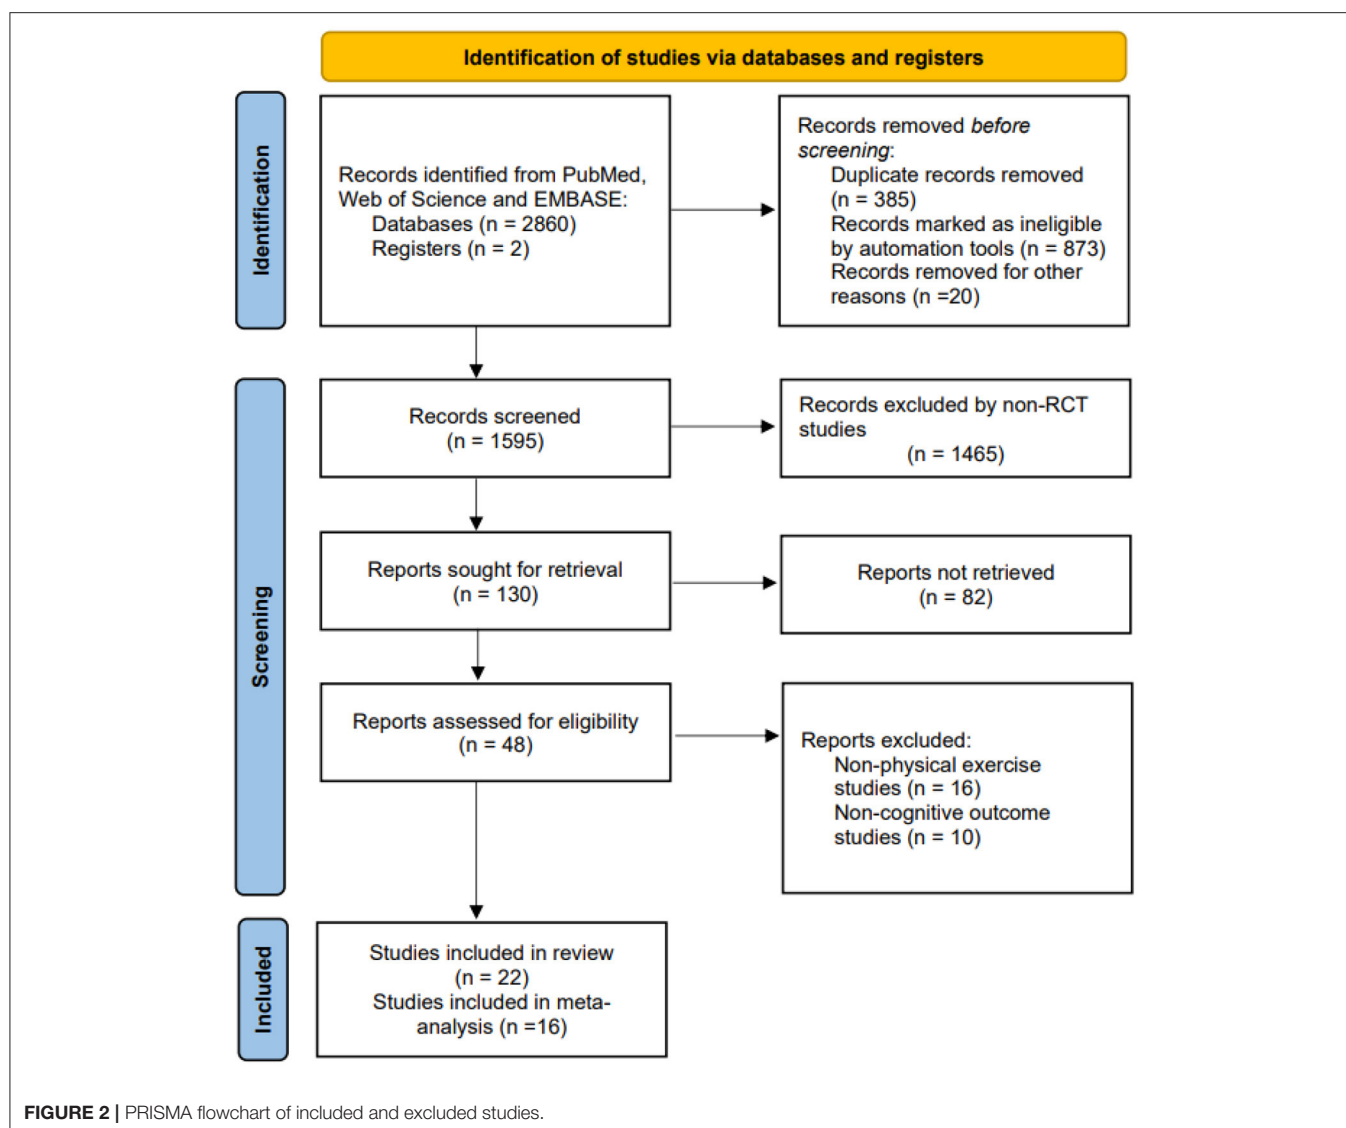 Identification of studies via databases and registers
Identification
Records identified from PubMed,
Web of Science and EMBASE:
Databases (n = 2860)
Registers (n = 2)
Records removed before
screening:
Duplicate records removed
(n = 385)
Records marked as ineligible
by automation tools (n = 873)
Records removed for other
reasons (n =20)
Screening
Records screened
(n = 1595)
Records excluded by non-RCT
studies
(n = 1465)
Reports sought for retrieval
(n = 130)
Reports not retrieved
(n = 82)
Reports assessed for eligibility
(n = 48)
Reports excluded:
Non-physical exercise
studies (n = 16)
Non-cognitive outcome
studies (n = 10)
Included
Studies included in review
(n = 22)
Studies included in meta-
analysis (n =16)
FIGURE 2 | PRISMA flowchart of included and excluded studies.